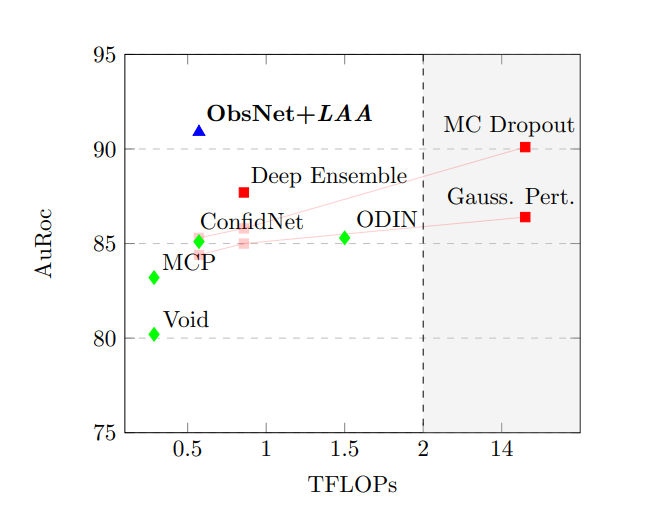 95
90
85
80
75
AuRoc
ObsNet+LAA
MC Dropout
Deep Ensemble
Gauss. Pert.
ConfidNet
ODIN
MCP
Void
0.5 1 1.5 2 14
TFLOPs